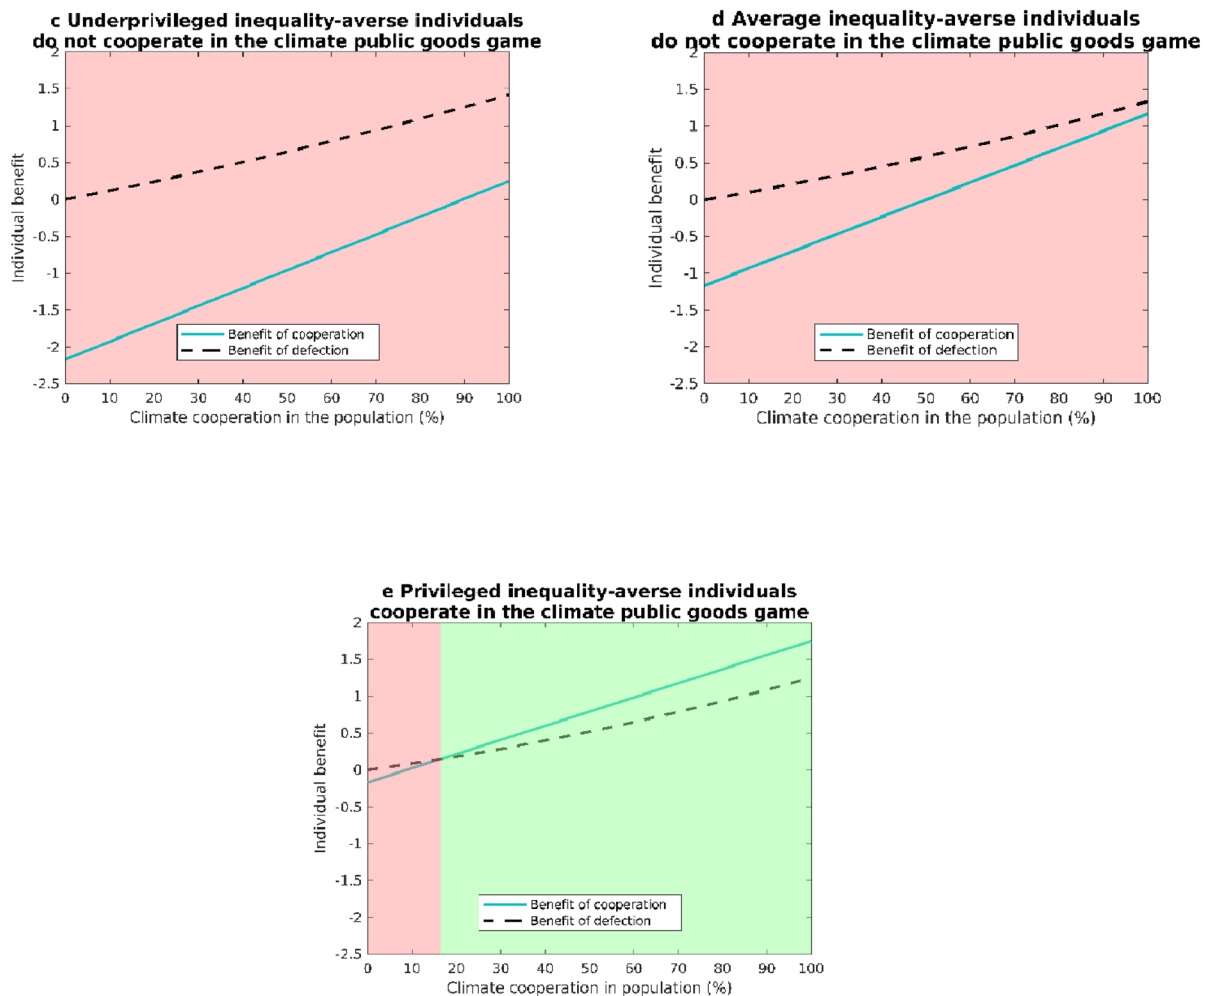 c Underprivileged inequality-averse individuals
do not cooperate in the climate public goods game
2
1.5
1
0.5
0
-0.5
-1
-1.5
-2
-2.5
Individual benefit
Benefit of cooperation
Benefit of defection
0 10 20 30 40 50 60 70 80 90 100
Climate cooperation in the population (%)
d Average inequality-averse individuals
do not cooperate in the climate public goods game
2
1.5
1
0.5
0
-0.5
-1
-1.5
-2
-2.5
Individual benefit
Benefit of cooperation
Benefit of defection
0 10 20 30 40 50 60 70 80 90 100
Climate cooperation in the population (%)
e Privileged inequality-averse individuals
cooperate in the climate public goods game
2
1.5
1
0.5
0
-0.5
-1
-1.5
-2
-2.5
Individual benefit
Benefit of cooperation
Benefit of defection
0 10 20 30 40 50 60 70 80 90 100
Climate cooperation in population (%)